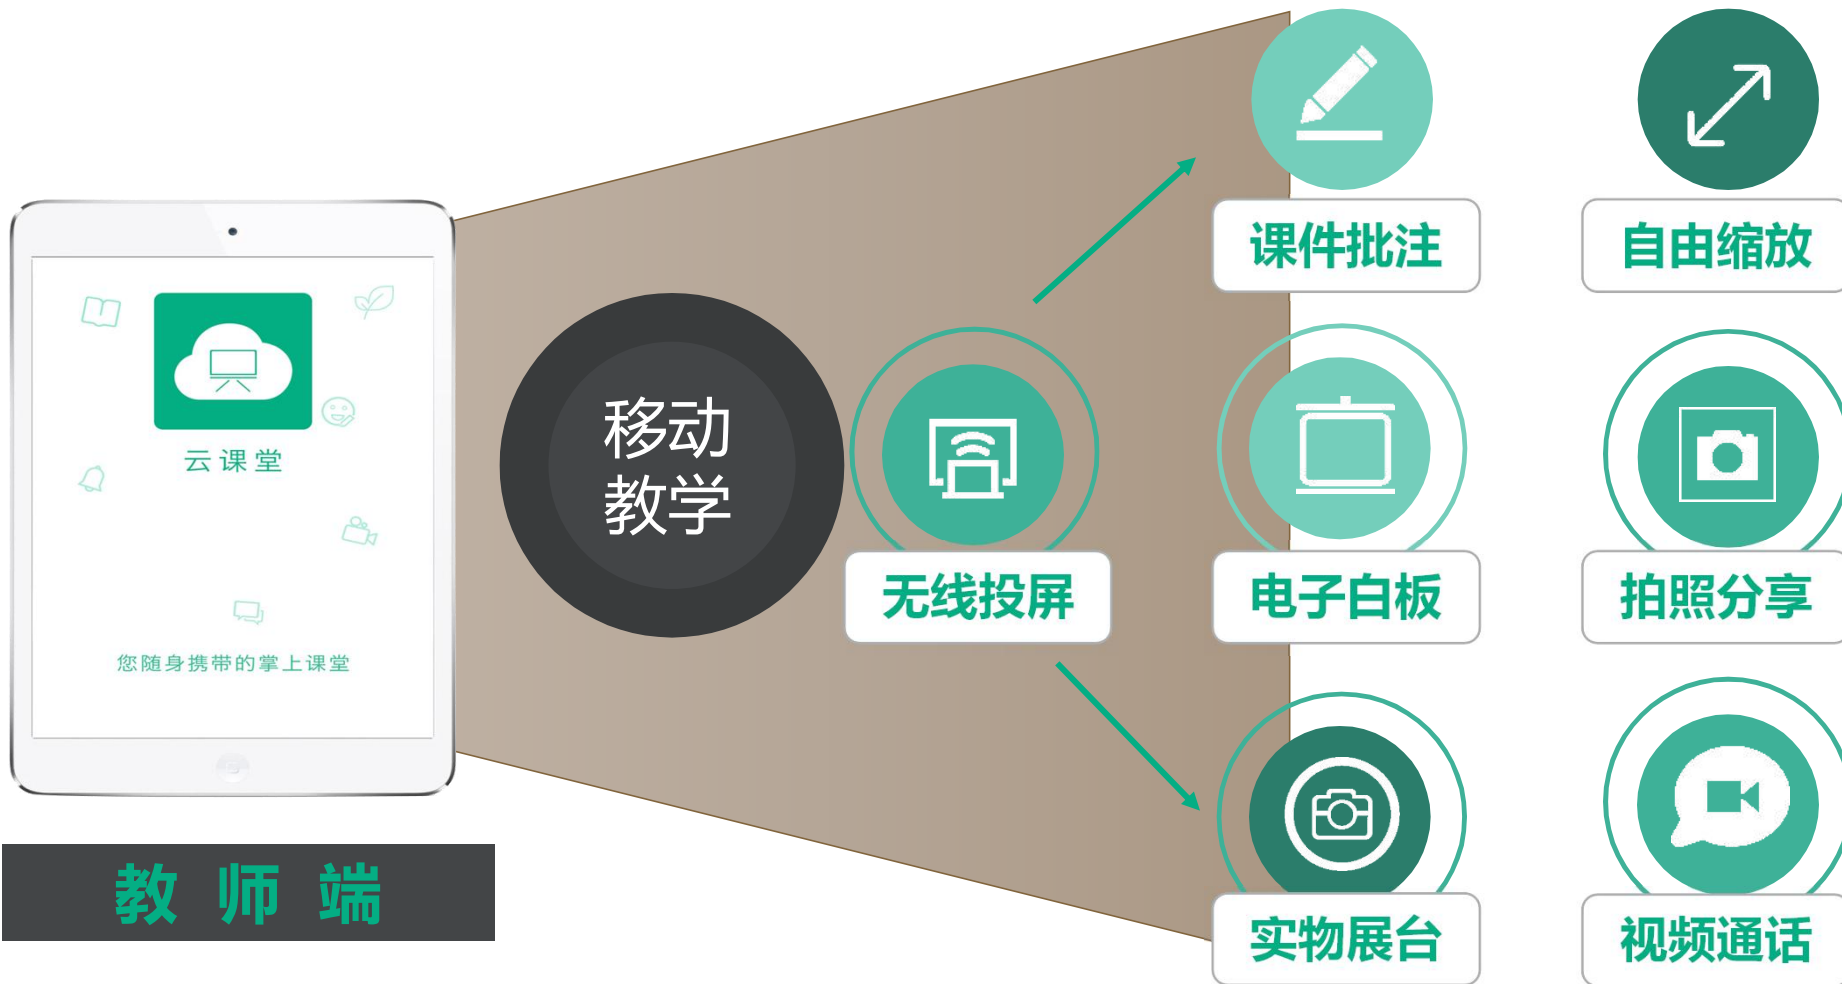 云课堂
您随身携带的掌上课堂
教师端
移动
教学
无线投屏
课件批注
自由缩放
电子白板
拍照分享
实物展台
视频通话